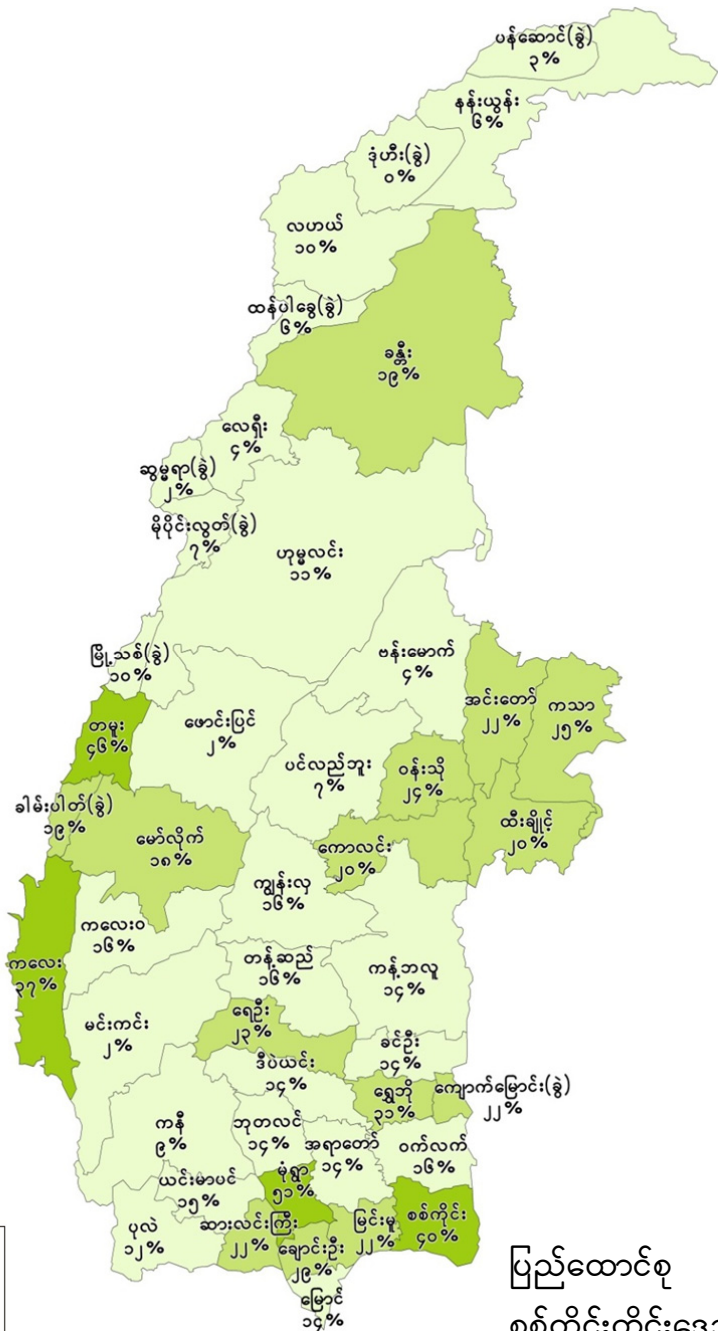 ပန်ဆောင်(ခွဲ)
၃%
နန်းယွန်း
၆%
ဒုံဟီး(ခွဲ)
၀%
လဟယ်
၁၀%
ထန်ပါခွေ(ခွဲ)
၆%
ခန္တီး
၁၉%
လေရှီး
၄%
ဆွမ္မရာ(ခွဲ)
၂%
မိုပိုင်းလွတ်(ခွဲ)
၇%
ဟုမ္မလင်း
၁၁%
မြို့သစ်(ခွဲ)
၁၀%
ဗန်းမောက်
၄%
အင်းတော်
၂၂%
ကသာ
၂၅%
တမူး
၄၆%
ဖောင်းပြင်
၂%
ပင်လည်ဘူး
၇%
ဝန်းသို
၂၄%
ခါမ်းပါတ်(ခွဲ)
၁၉%
မော်လိုက်
၁၈%
ကောလင်း
၂၀%
ထီးချိုင့်
၂၀%
ကျွန်းလှ
၁၆%
ကလေးဝ
၁၆%
ကလေး
၃၇%
တန့်ဆည်
၁၆%
ကန့်ဘလူ
၁၄%
မင်းကင်း
၂%
ရေဦး
၂၃%
ခင်ဦး
၁၄%
ဒီပဲယင်း
၁၄%
ရွှေဘို
၃၁%
ကျောက်မြောင်း(ခွဲ)
၂၂%
ကနီ
၉%
ဘုတလင်
၁၄%
အရာတော်
၁၄%
ဝက်လက်
၁၆%
ယင်းမာပင်
၁၅%
မုံရွာ
၅၁%
ပုလဲ
၁၂%
ဆားလင်းကြီး
၂၂%
ချောင်းဦး
၂၉%
မြင်းမူ
၂၂%
စစ်ကိုင်း
၄၀%
မြောင်
၁၄%
ပြည်ထောင်စု